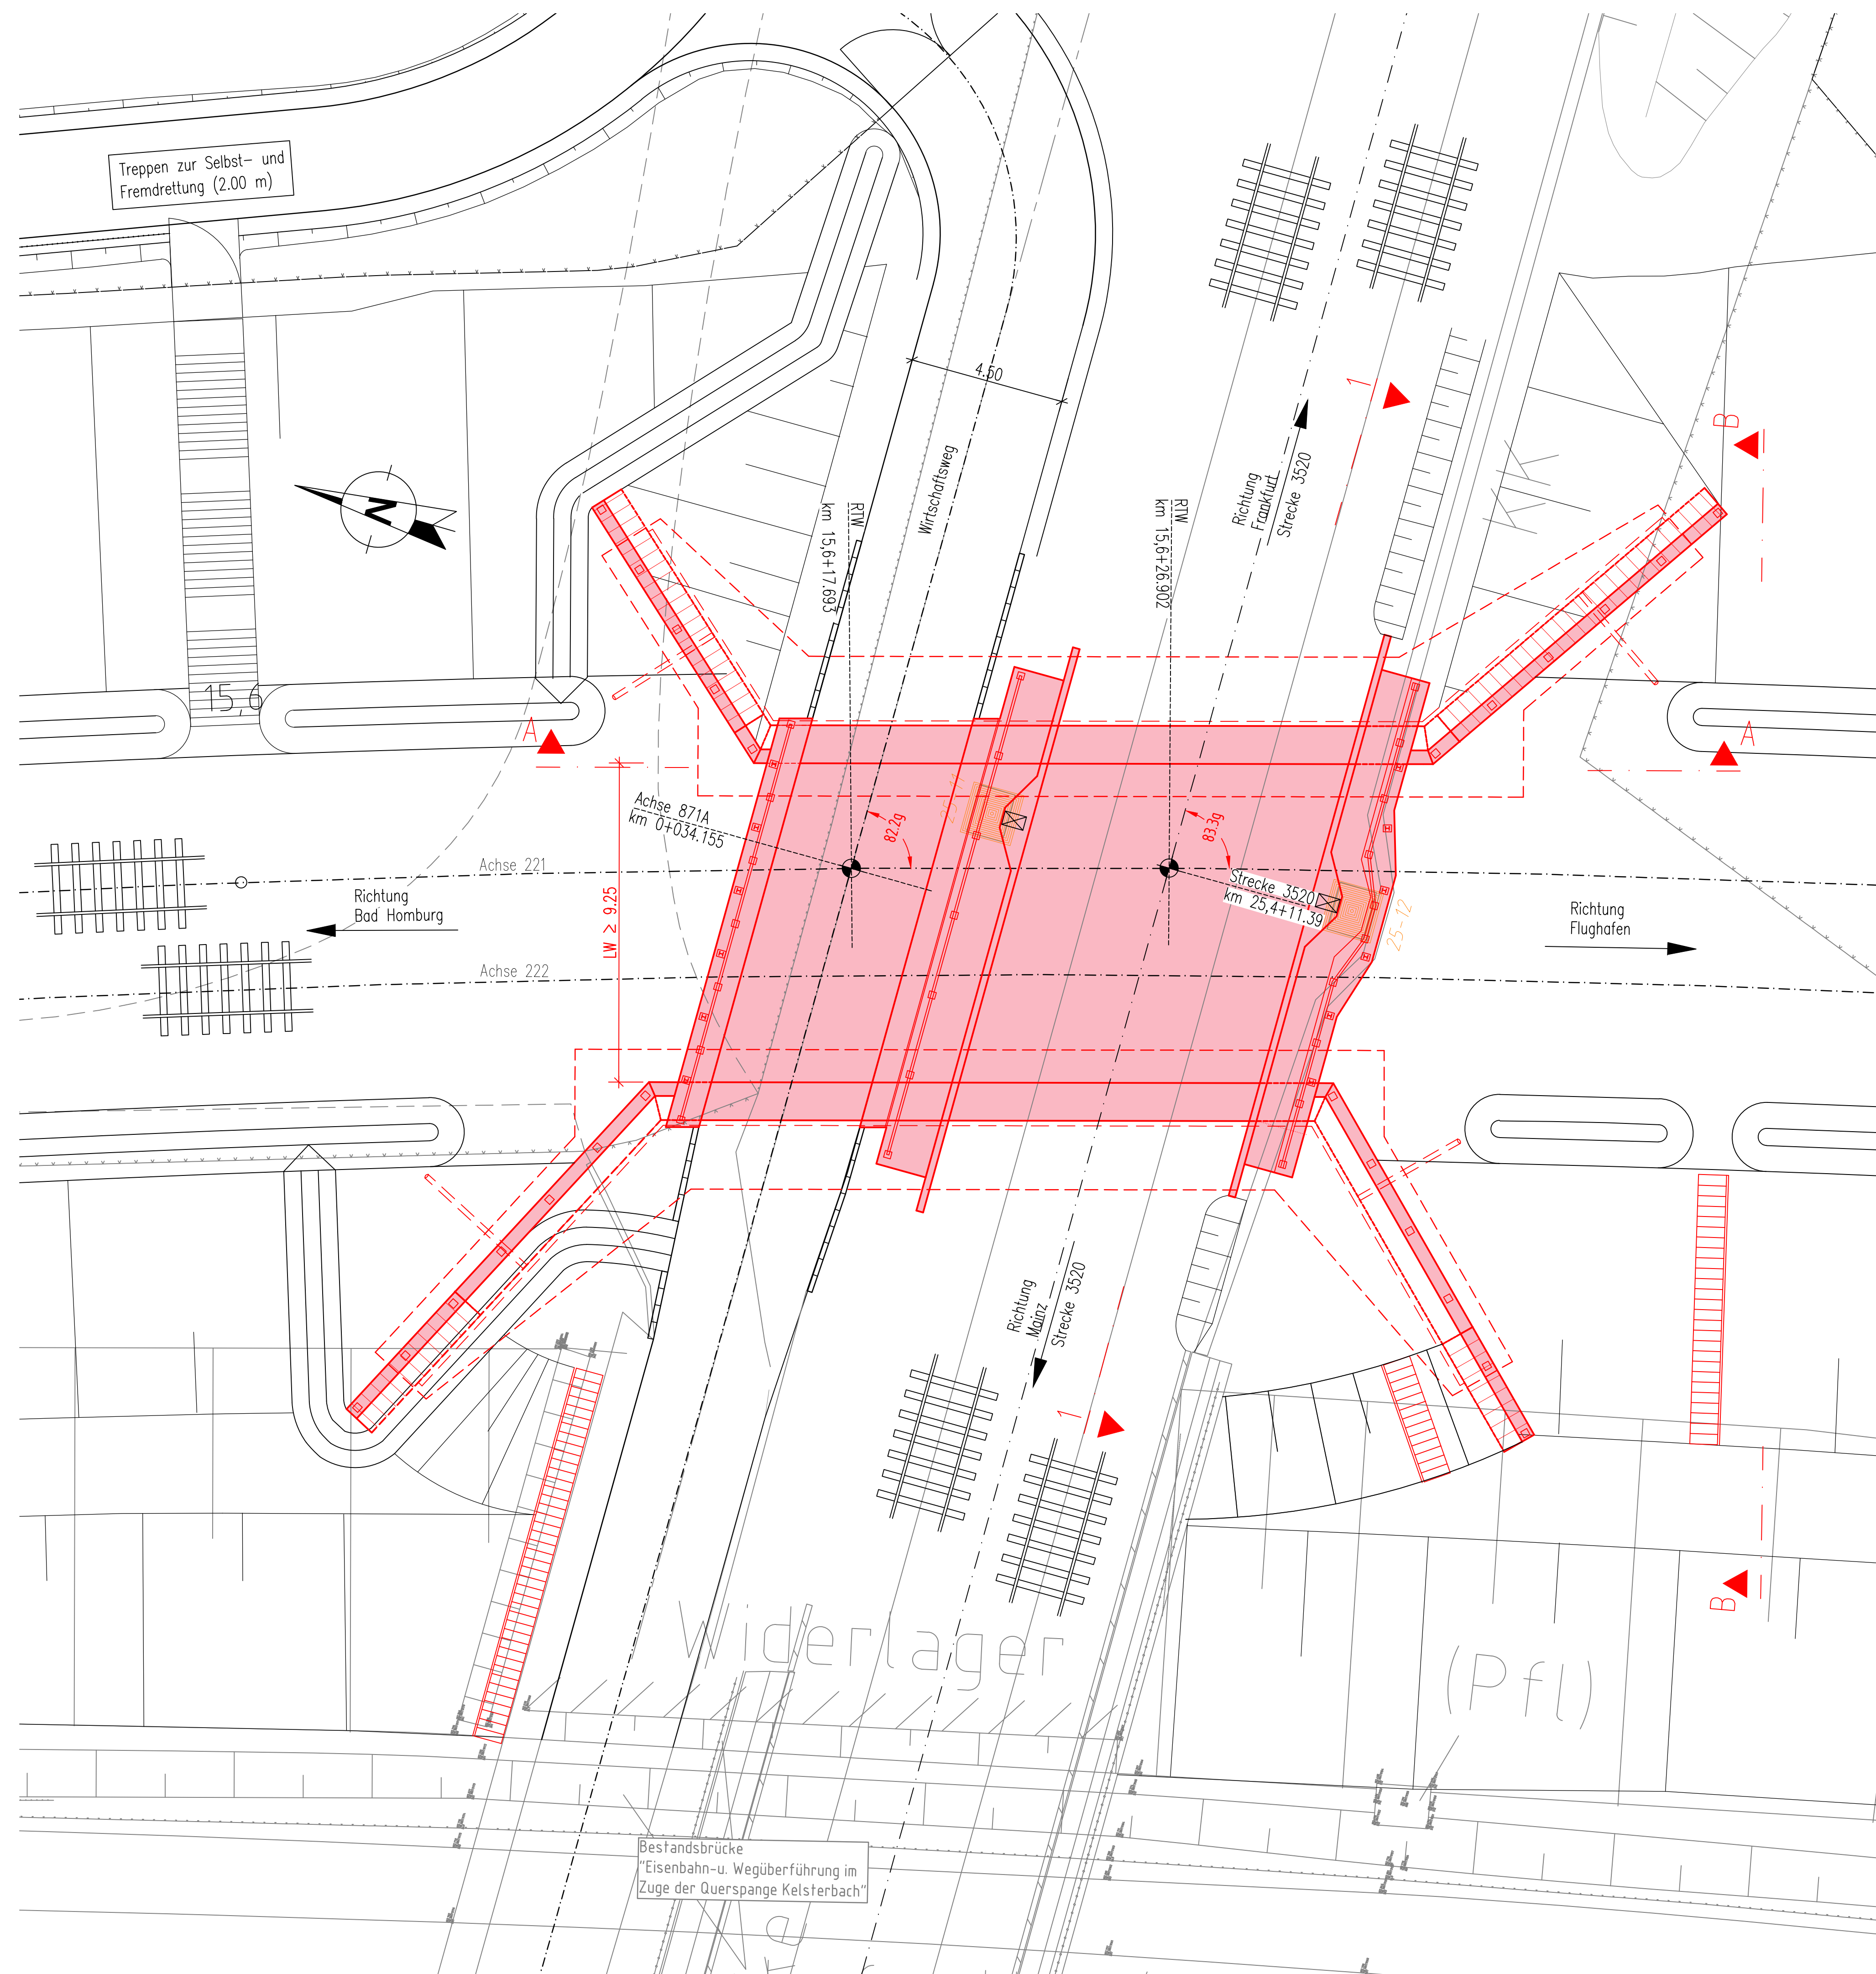 Treppen zur Selbst- und
Fremdrettung (2.00 m)
4.50
1
B
Richtung
Frankfurt
Strecke 3520
Wirtschaftsweg
RTW
km 15,6+17.693
RTW
km 15,6+26.902
N
15,6
A
A
Achse 871A
km 0+034.155
82.2g
83.3g
Achse 221
Strecke 3520
km 25,4+11.39
25-12
Richtung
Bad Homburg
LW ≥ 9.25
Richtung
Flughafen
Achse 222
Richtung
Mainz
Strecke 3520
1
B
Widerlager
(Pfl)
Bestandsbrücke
"Eisenbahn-u. Wegüberführung im
Zuge der Querspange Kelsterbach"